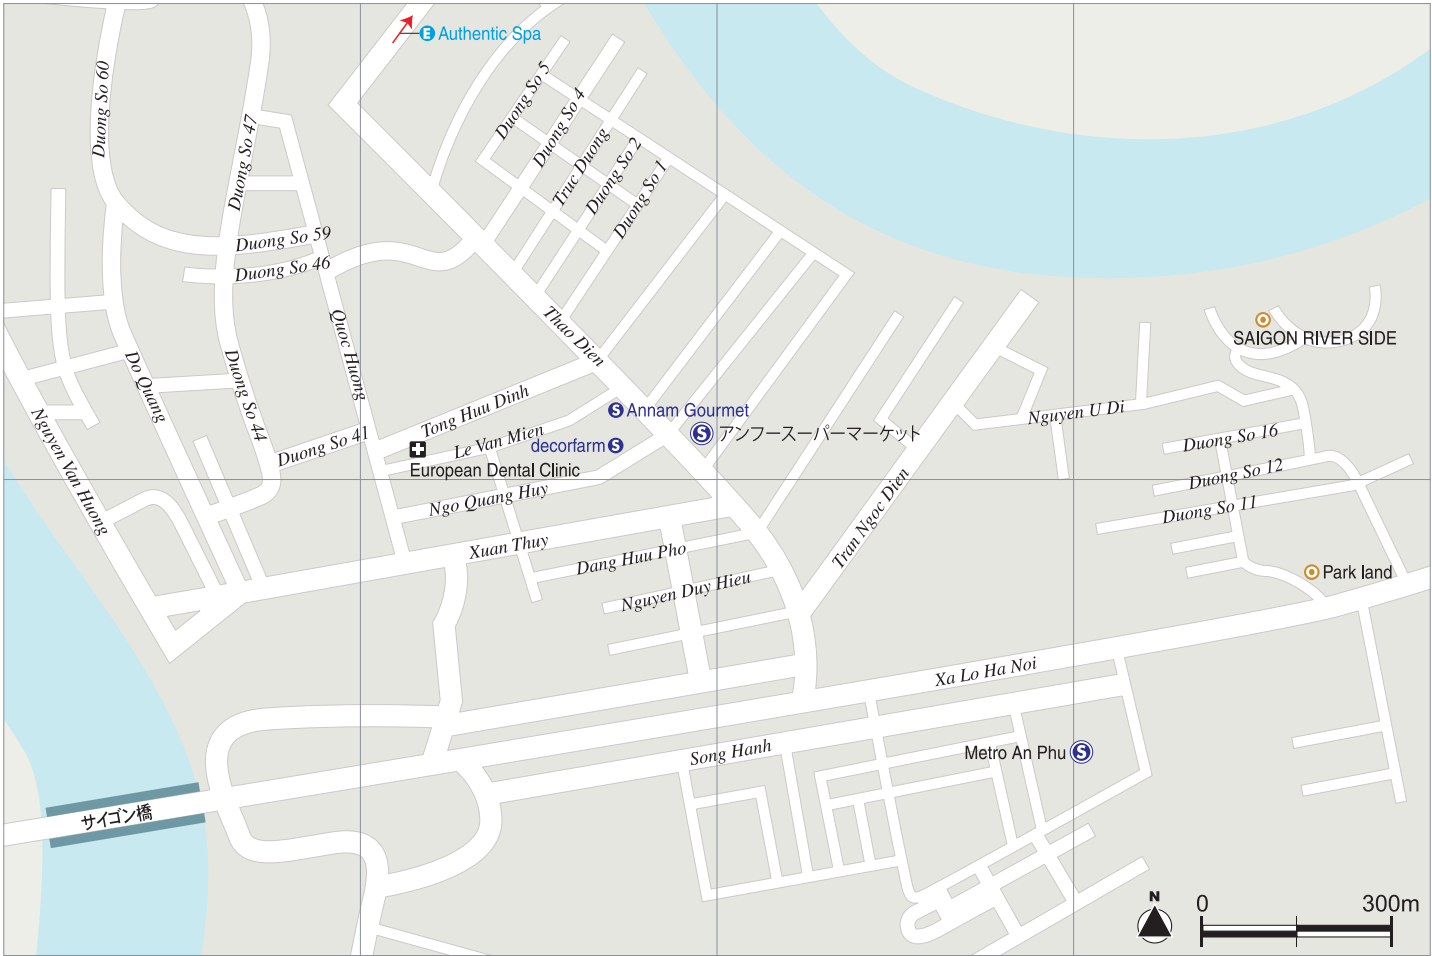 Authentic Spa
Duong So 60
Duong So 47
Duong So 5
Duong So 4
Truc Duong
Duong So 2
Duong So 1
Duong So 59
Duong So 46
Quoc Huong
Thao Dien
SAIGON RIVER SIDE
Do Quang
Duong So 44
Nguyen Van Huong
Duong So 41
Tong Huu Dinh
Le Van Mien
Annam Gourmet
decorfarm
アンフースーパーマーケット
European Dental Clinic
Nguyen U Di
Duong So 16
Duong So 12
Duong So 11
Ngo Quang Huy
Xuan Thuy
Dang Huu Pho
Nguyen Duy Hieu
Tran Ngoc Dien
Park land
Xa Lo Ha Noi
Song Hanh
Metro An Phu
サイゴン橋
N
0 300m
E
S
S
S
S